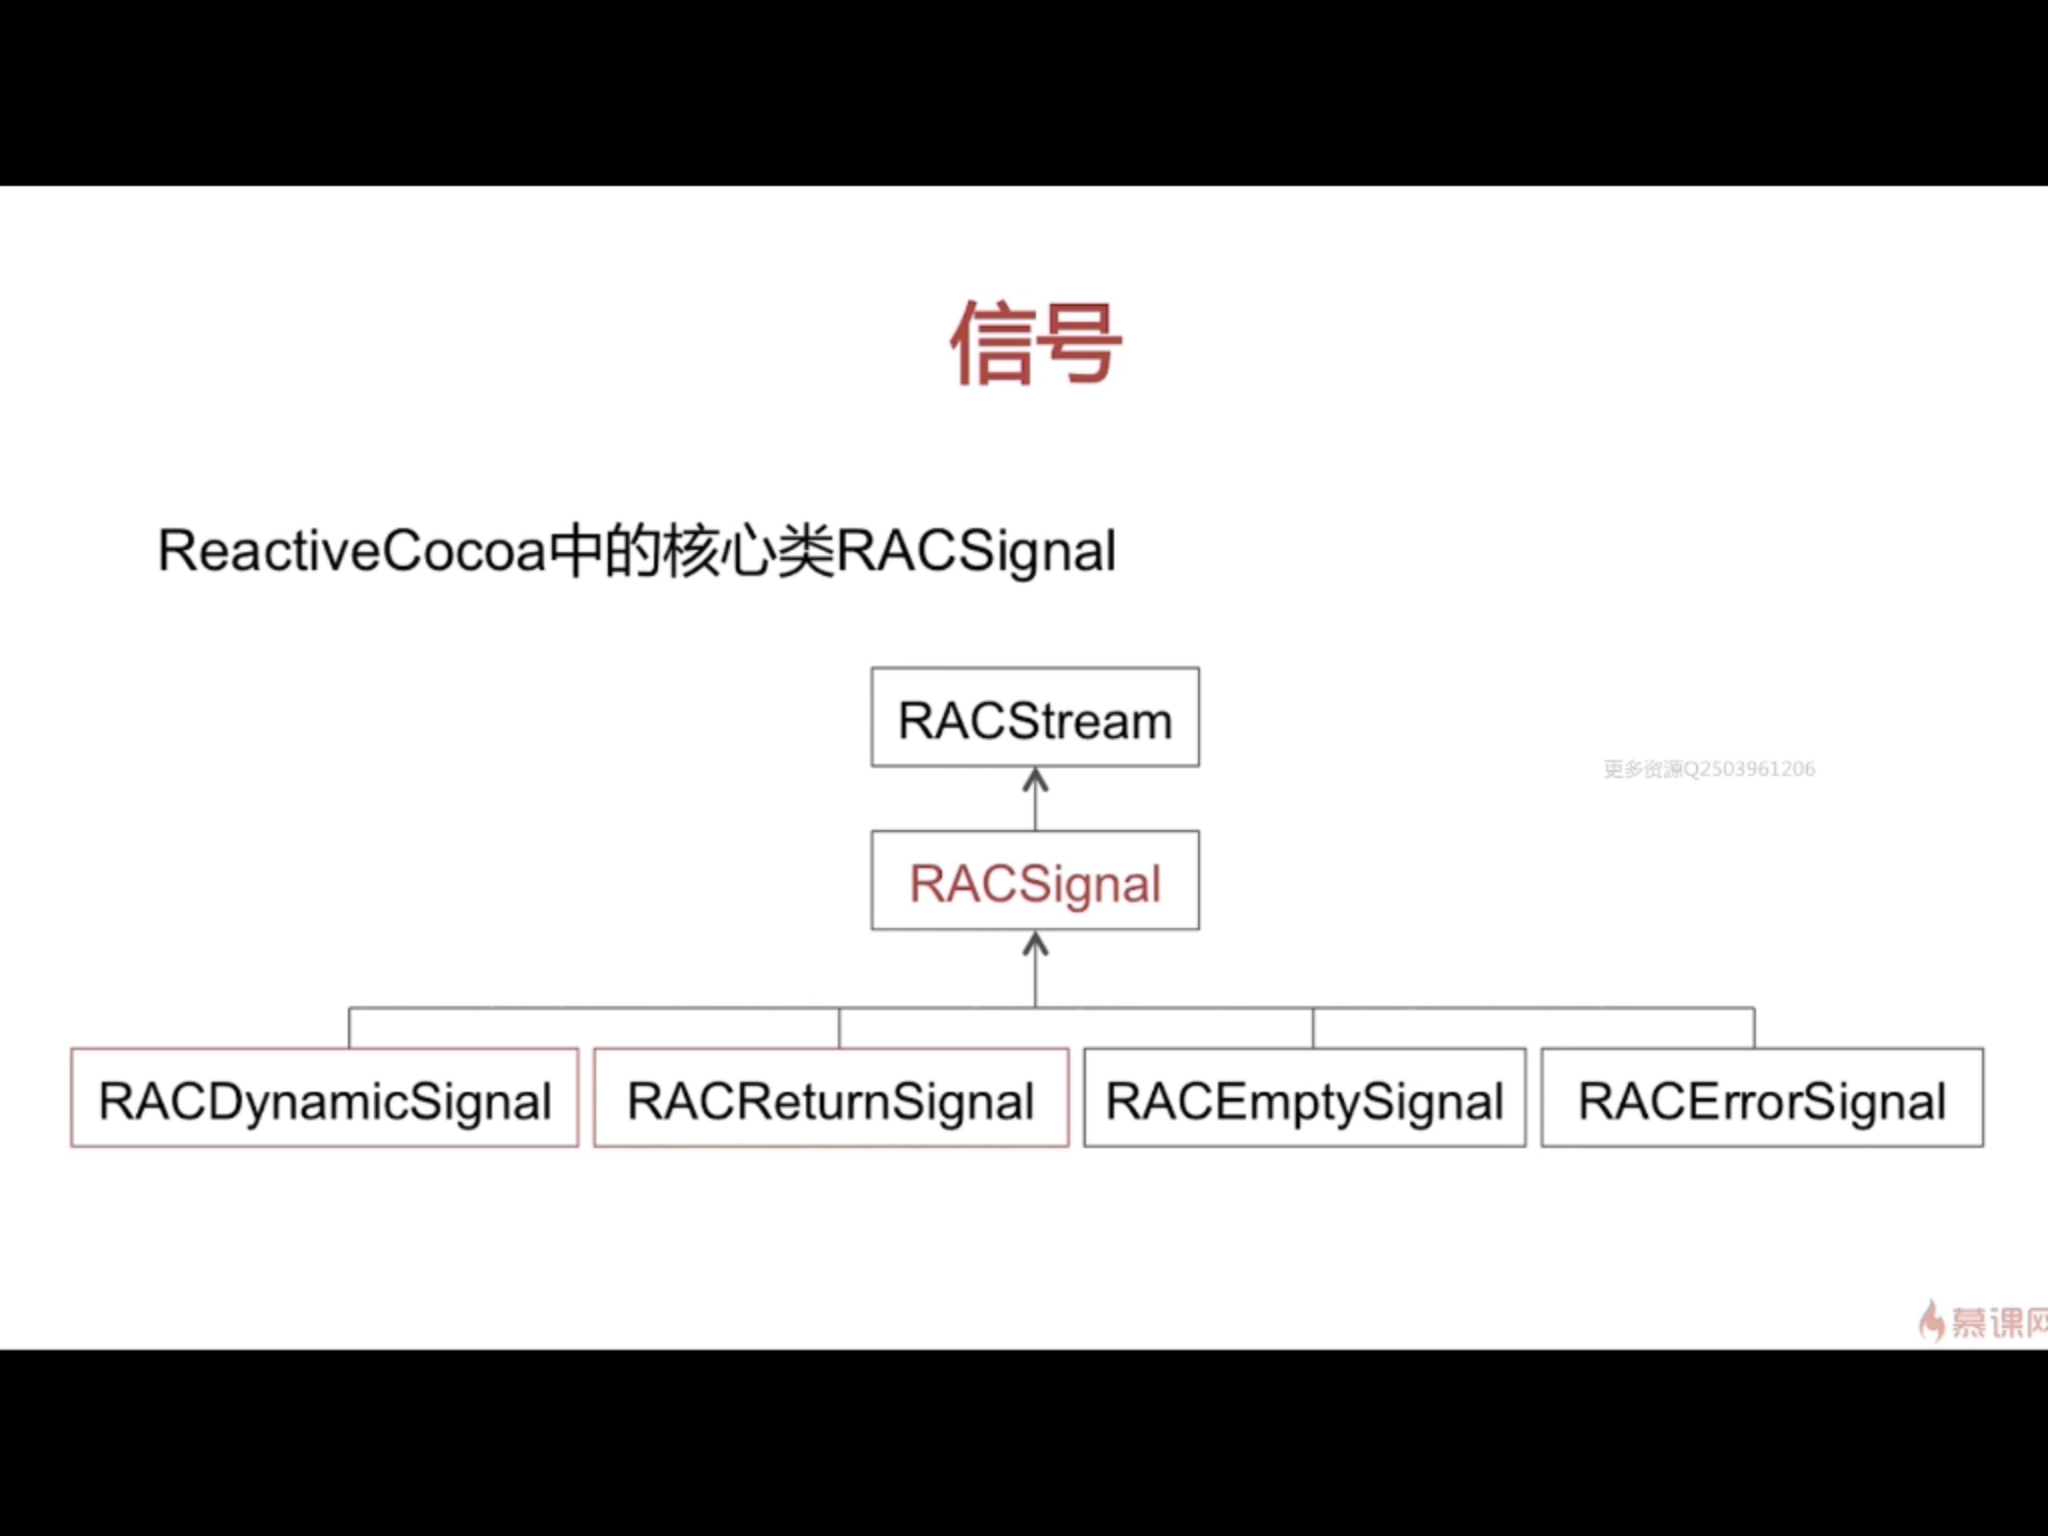 信号
ReactiveCocoa中的核心类RACSignal
RACStream
更多资源Q2503961206
RACSignal
RACDynamicSignal
RACReturnSignal
RACEmptySignal
RACErrorSignal
慕课网